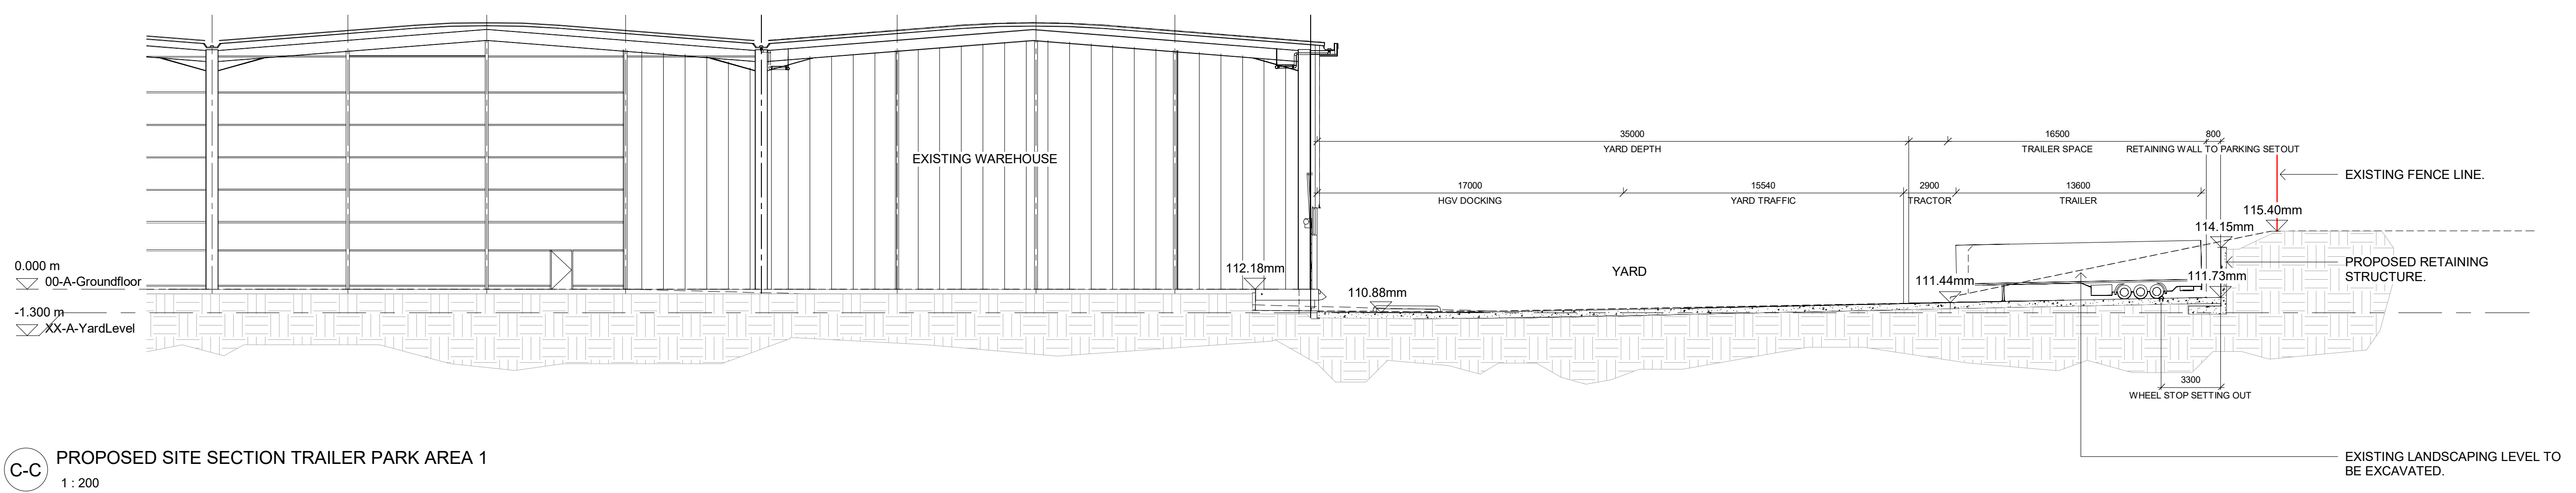 35000
16500
800
YARD DEPTH
TRAILER SPACE
RETAINING WALL TO PARKING SETOUT
EXISTING WAREHOUSE
EXISTING FENCE LINE.
17000
15540
2900
13600
HGV DOCKING
YARD TRAFFIC
TRACTOR
TRAILER
115.40mm
114.15mm
0.000 m
00-A-Groundfloor
112.18mm
YARD
PROPOSED RETAINING
STRUCTURE.
111.73mm
111.44mm
110.88mm
-1.300 m
XX-A-YardLevel
3300
WHEEL STOP SETTING OUT
C-C
PROPOSED SITE SECTION TRAILER PARK AREA 1
1 : 200
EXISTING LANDSCAPING LEVEL TO
BE EXCAVATED.